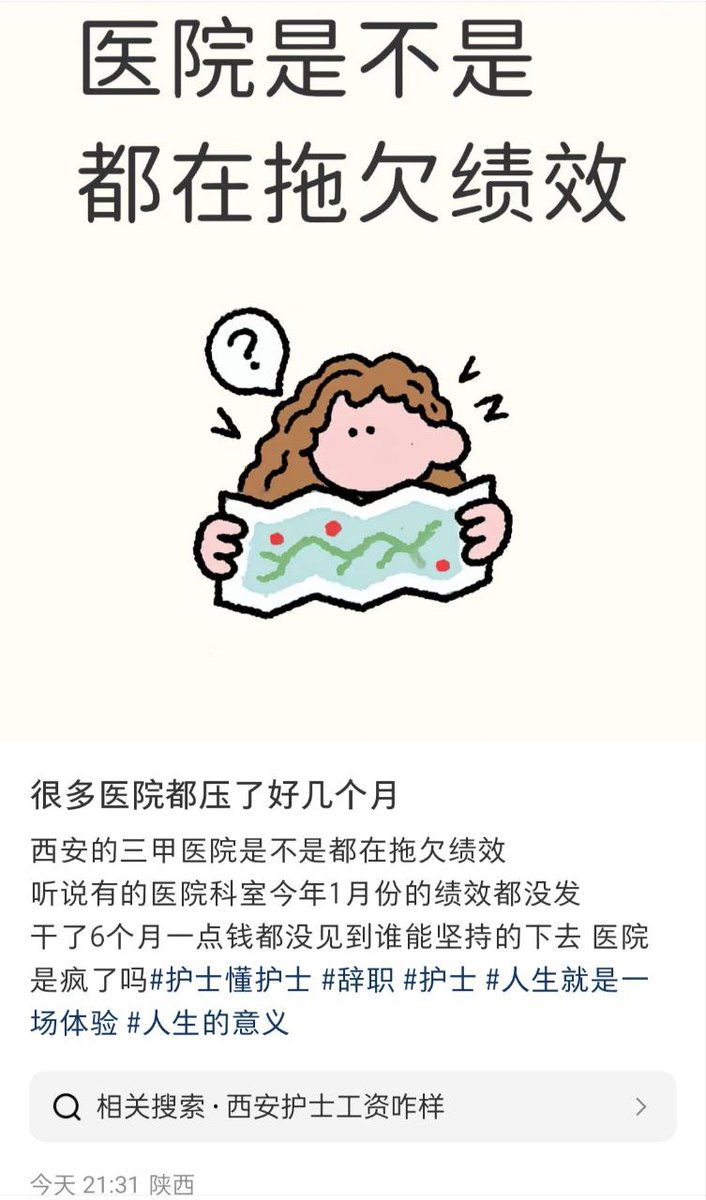 医院是不是
都在拖欠绩效
?
很多医院都压了好几个月
西安的三甲医院是不是都在拖欠绩效
听说有的医院科室今年1月份的绩效都没发
干了6个月一点钱都没见到谁能坚持的下去 医院
是疯了吗#护士懂护士 #辞职 #护士 #人生就是一
场体验 #人生的意义
相关搜索·西安护士工资咋样
今天 21:31 陕西